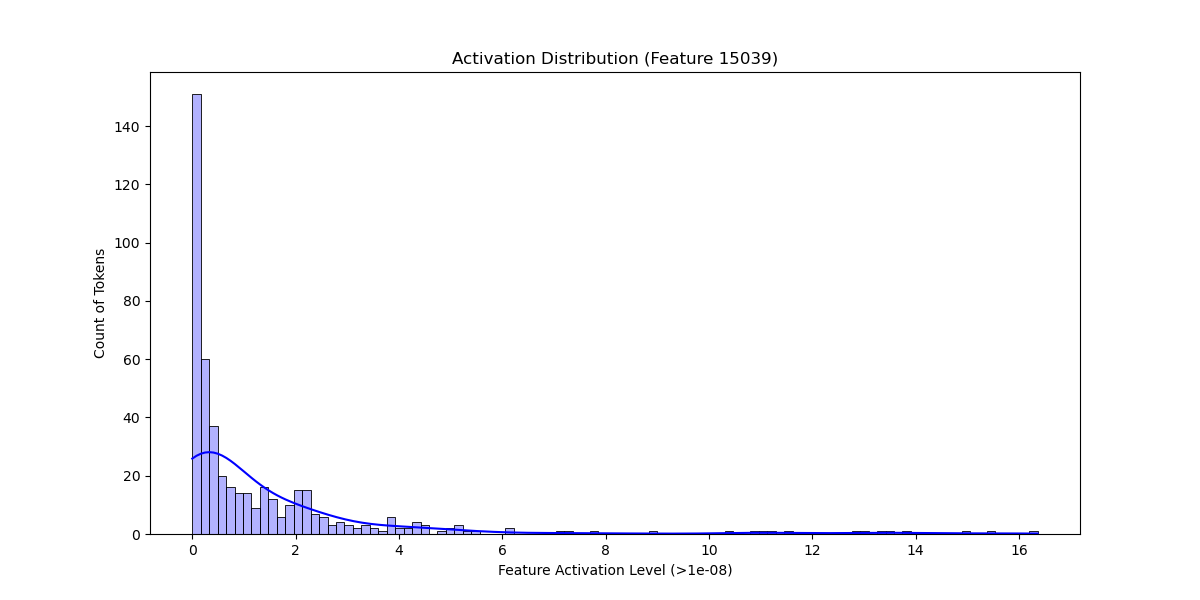 Activation Distribution (Feature 15039)
Count of Tokens
140
120
100
80
60
40
20
0
0 2 4 6 8 10 12 14 16
Feature Activation Level (>1e-08)